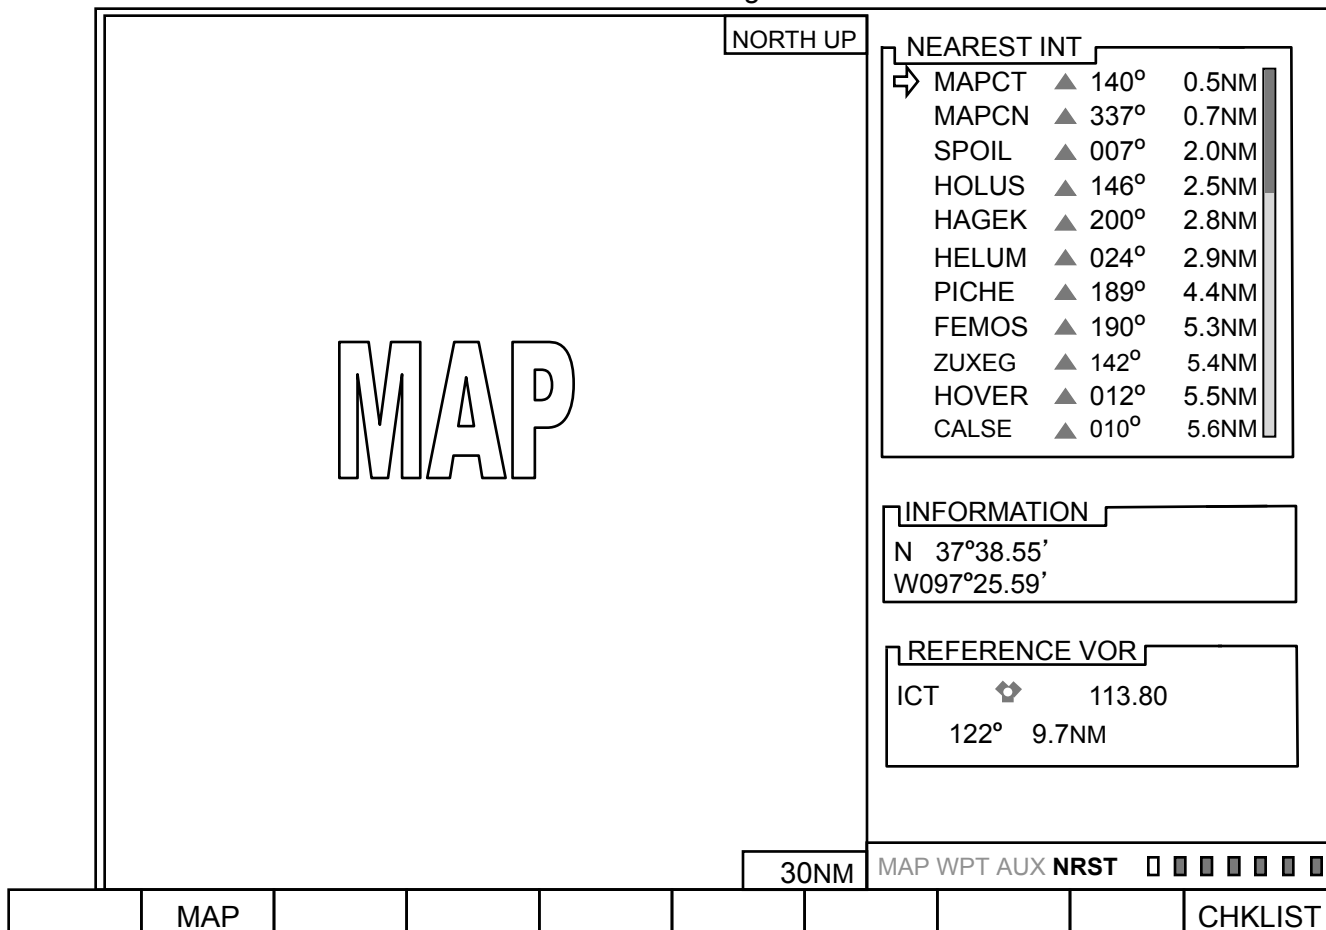 NORTH UP
MAP
30NM
NEAREST INT
MAPCT 140° 0.5NM
MAPCN 337° 0.7NM
SPOIL 007° 2.0NM
HOLUS 146° 2.5NM
HAGEK 200° 2.8NM
HELUM 024° 2.9NM
PICHE 189° 4.4NM
FEMOS 190° 5.3NM
ZUXEG 142° 5.4NM
HOVER 012° 5.5NM
CALSE 010° 5.6NM
INFORMATION
N 37°38.55’
W097°25.59’
REFERENCE VOR
ICT 113.80
122° 9.7NM
MAP WPT AUX NRST
MAP CHKLIST